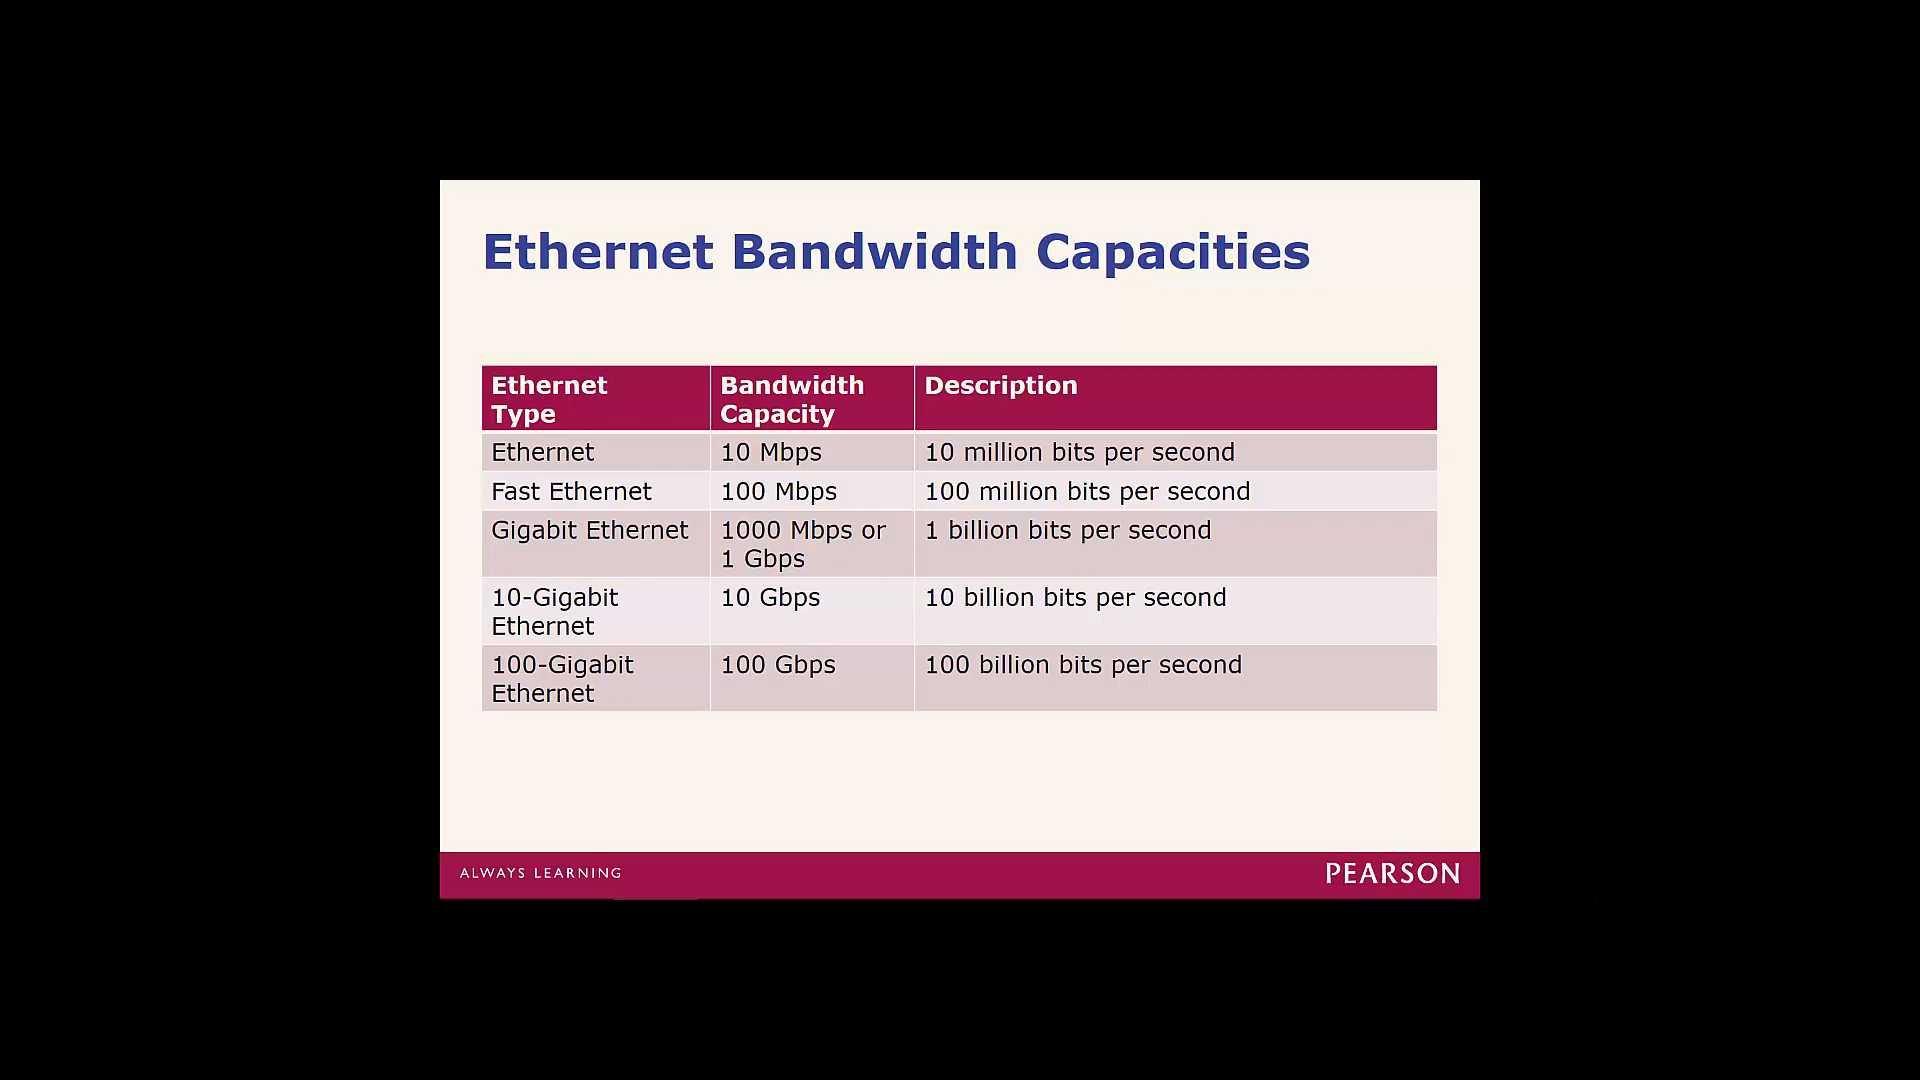 Ethernet Bandwidth Capacities
Ethernet Type
Bandwidth Capacity
Description
Ethernet
10 Mbps
10 million bits per second
Fast Ethernet
100 Mbps
100 million bits per second
Gigabit Ethernet
1000 Mbps or
1 Gbps
1 billion bits per second
10-Gigabit
Ethernet
10 Gbps
10 billion bits per second
100-Gigabit
Ethernet
100 Gbps
100 billion bits per second
ALWAYS LEARNING
PEARSON